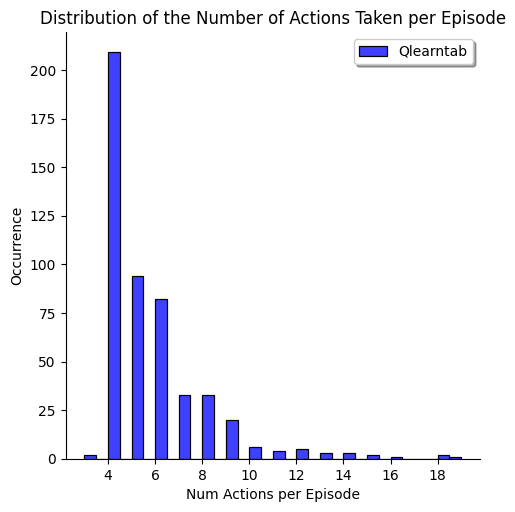 Distribution of the Number of Actions Taken per Episode
Qlearntab
200
175
150
125
100
75
50
25
0
Occurrence
4 6 8 10 12 14 16 18
Num Actions per Episode